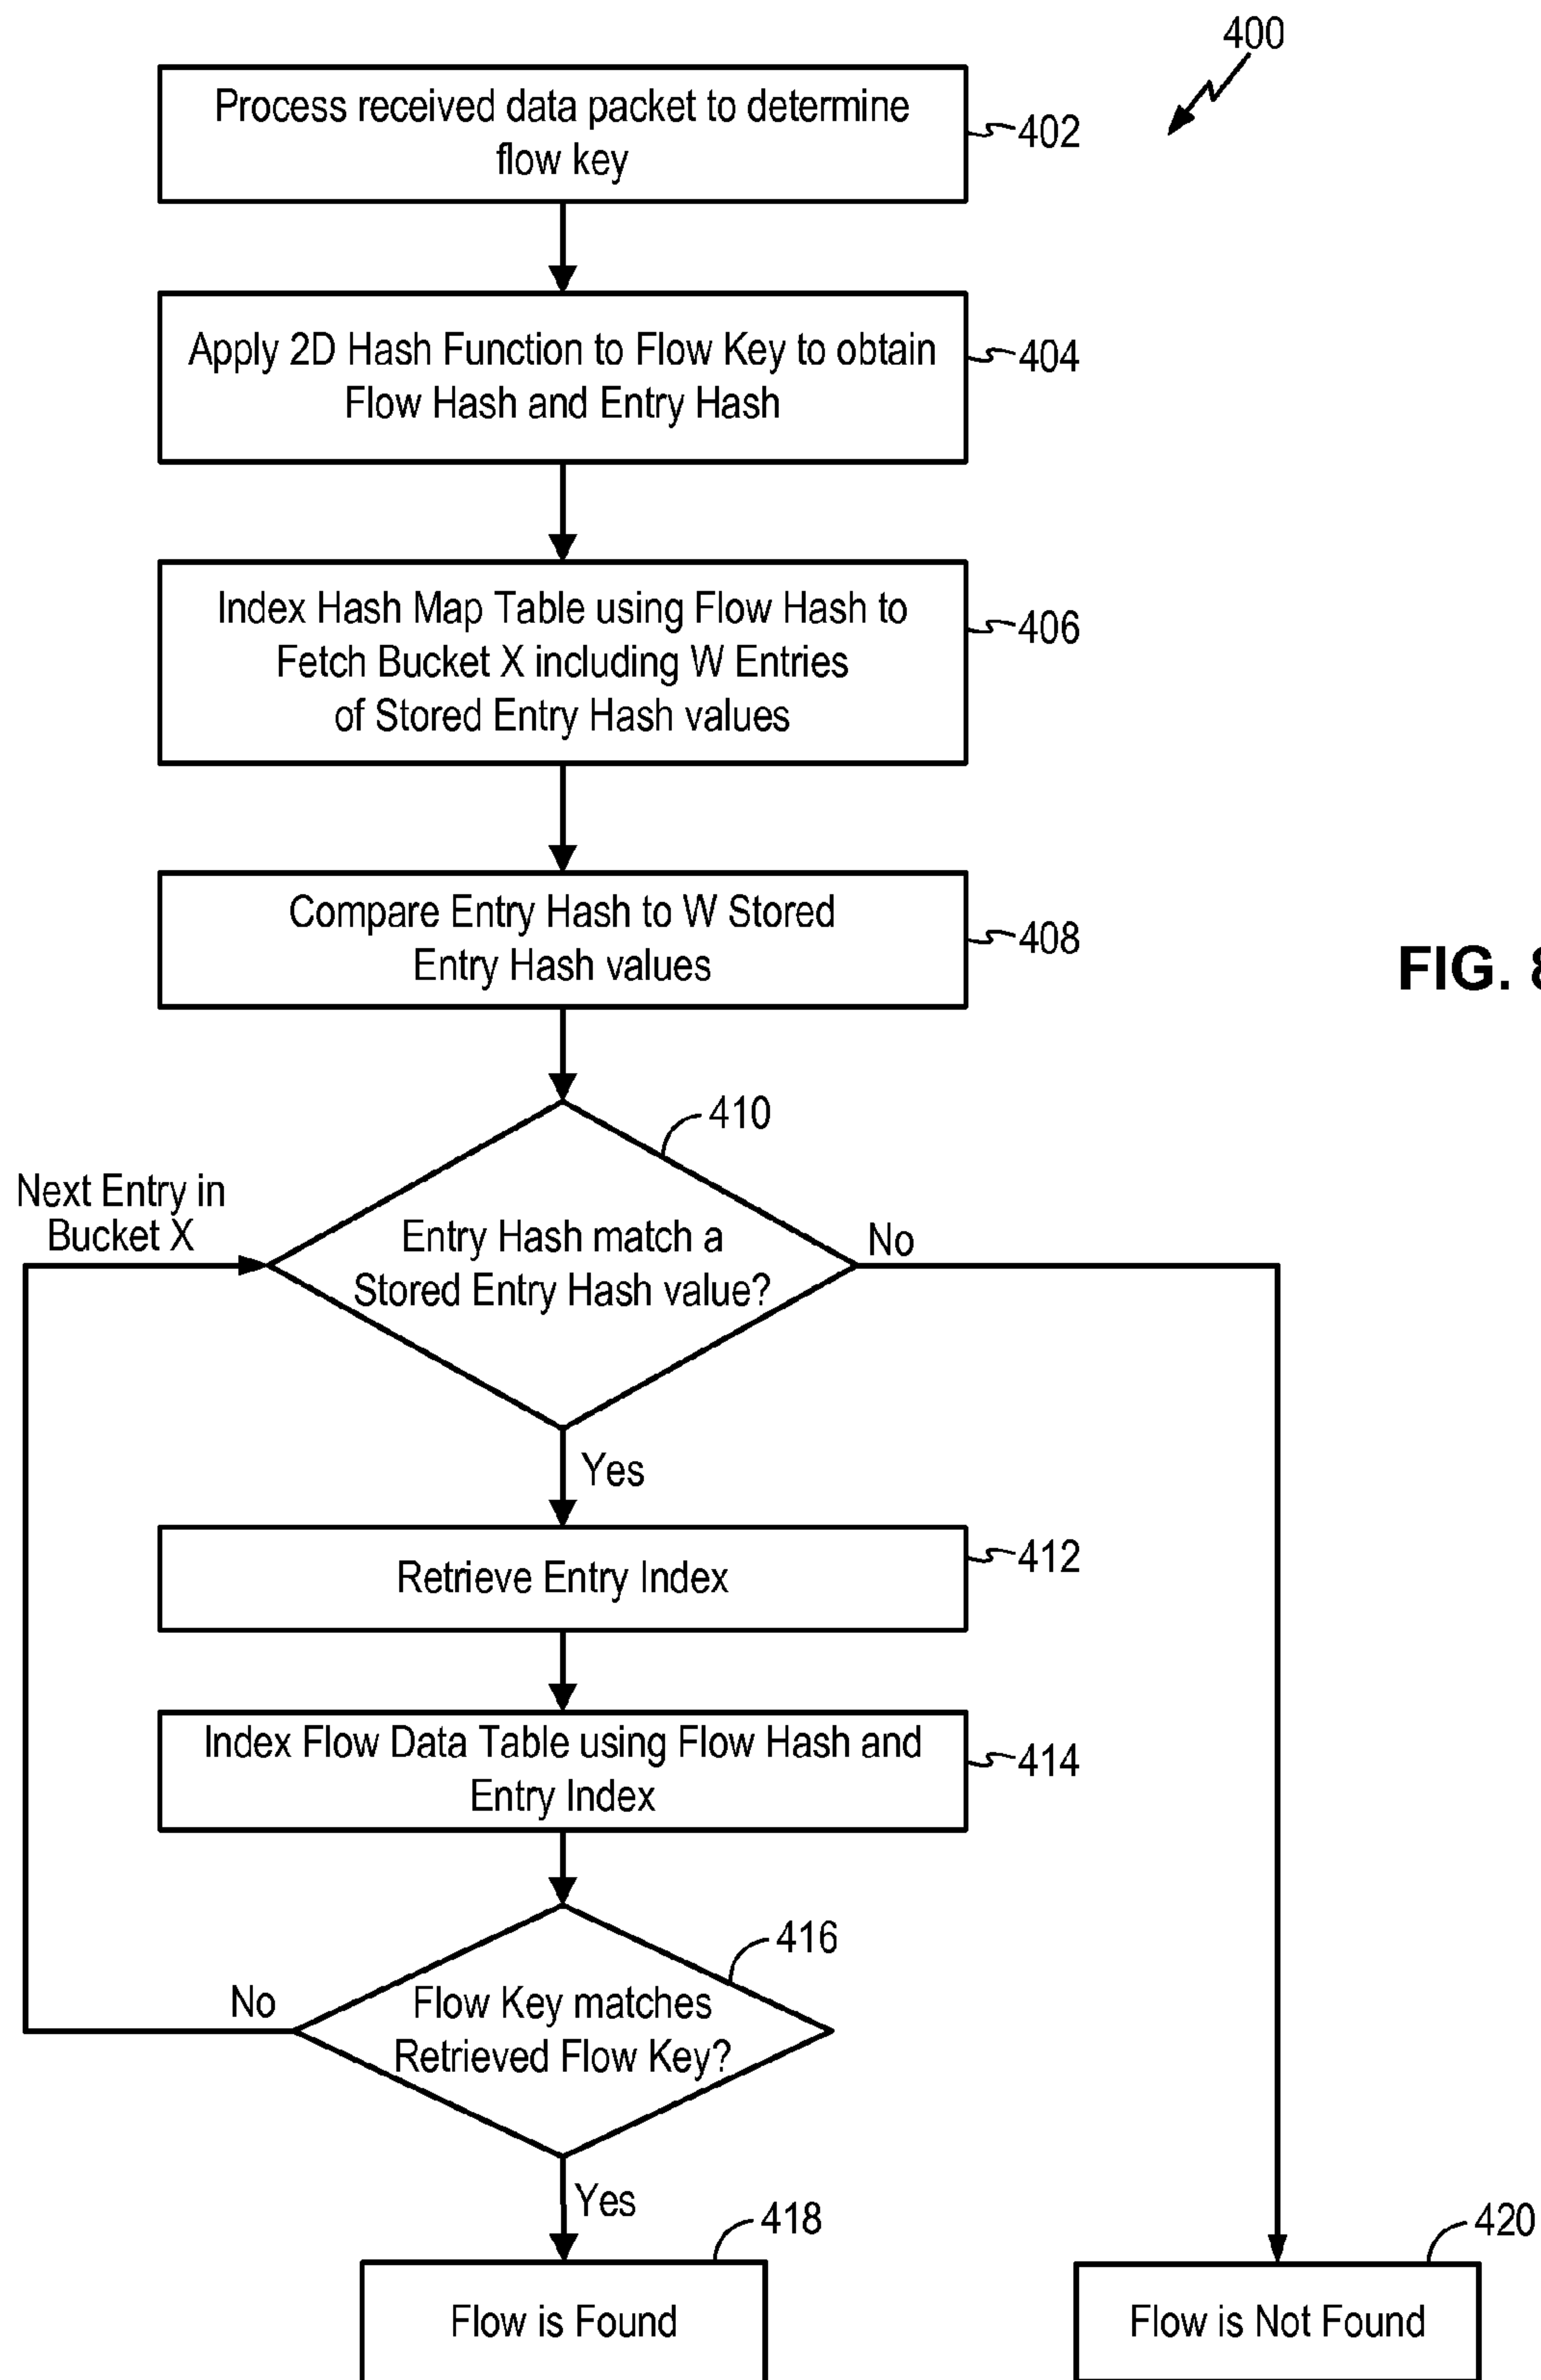 400
Process received data packet to determine
flow key
402
Apply 2D Hash Function to Flow Key to obtain
Flow Hash and Entry Hash
404
Index Hash Map Table using Flow Hash to
Fetch Bucket X including W Entries
of Stored Entry Hash values
406
Compare Entry Hash to W Stored
Entry Hash values
408
FIG. 8
410
Next Entry in
Bucket X
Entry Hash match a
Stored Entry Hash value?
No
Yes
Retrieve Entry Index
412
Index Flow Data Table using Flow Hash and
Entry Index
414
416
No
Flow Key matches
Retrieved Flow Key?
Yes
418
420
Flow is Found
Flow is Not Found